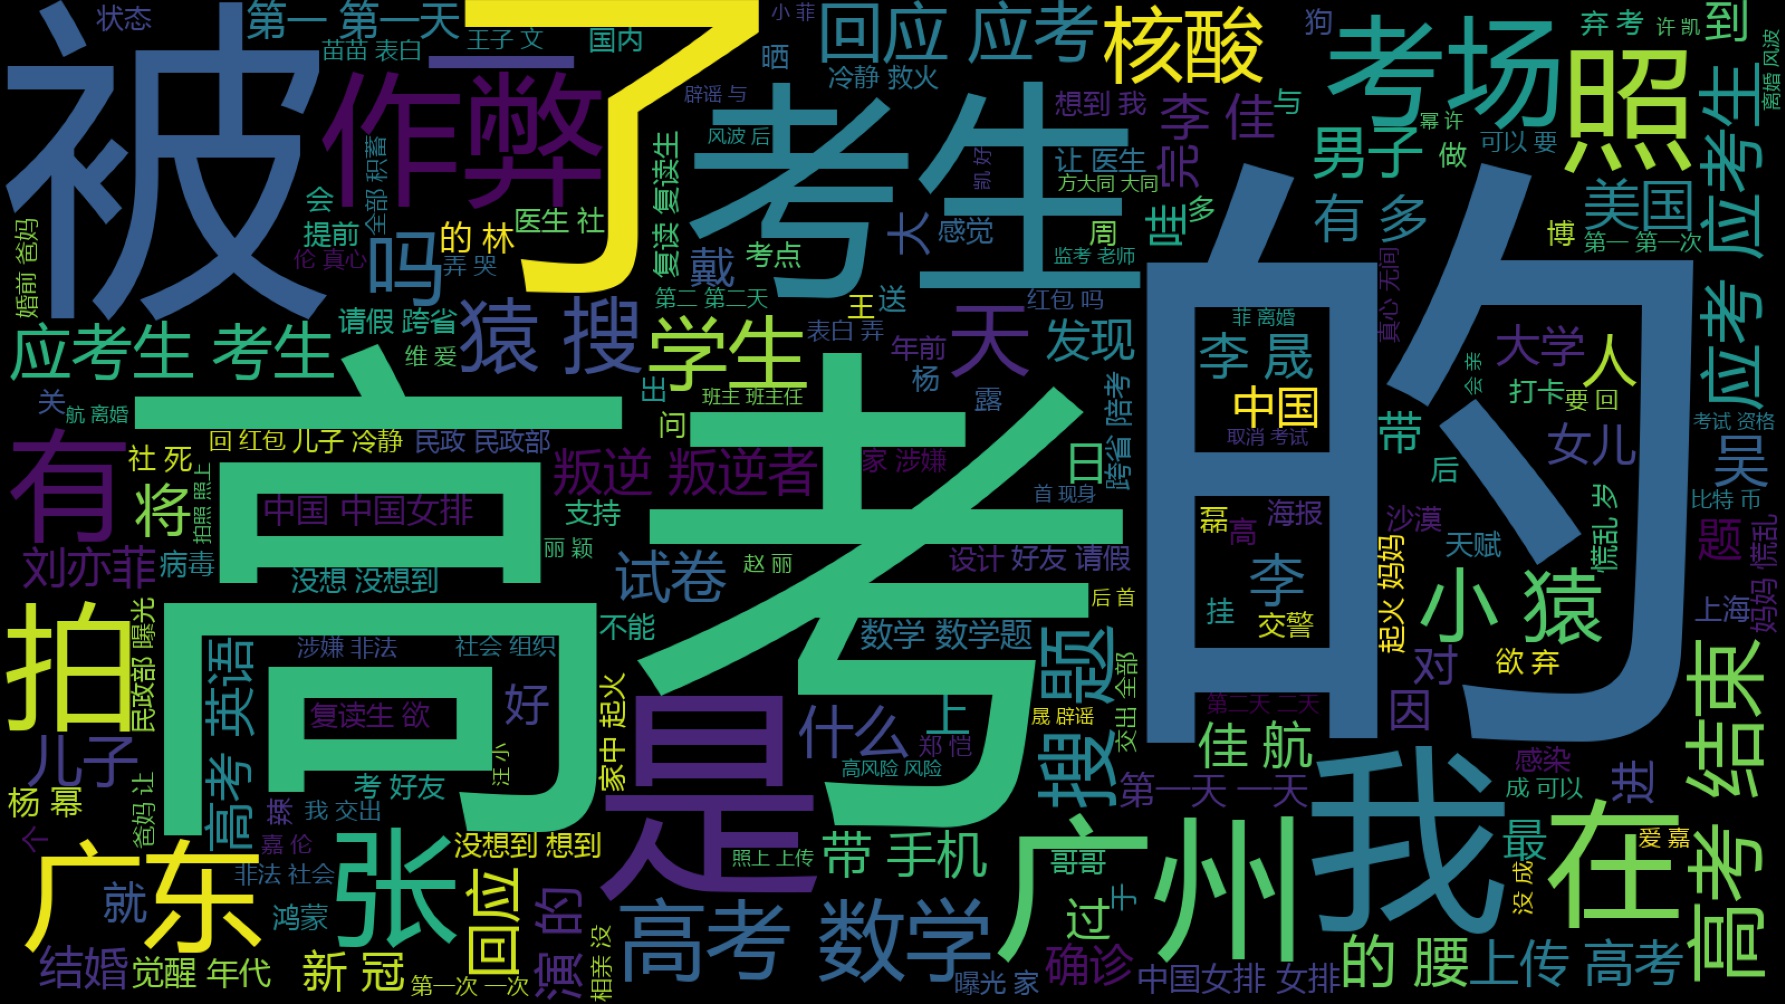 状态
第一 第一天
了
小 菲
回应 应考
核酸
狗
考场
弃 考
许 凯
到
被
苗苗 表白
王子 文
国内
晒
冷静 救火
离婚 风波
一
作弊
辟谣 与
想到 我
李 佳
与
男子
幂 许
可以 要
照
应考 应考生
考生
风波 后
复读 复读生
全部 积蓄
凯 好
让 医生
方大同 大同
完
做
美国
会
提前
医生 社
的 林
大
感觉
周
哇
多
有 多
博
第一 第一次
婚前 爸妈
伦 真心
吗
弄 哭
戴
考点
监考 老师
真心 无间
的
第二 第二天
王
送
红包 吗
菲 离婚
应考生 考生
请假 跨省
维 爱
猿 搜
学生
表白 弄
年前
天
发现
李 晟
大学
人
关
航 离婚
出
班主 班主任
杨
露
陪考
跨省
中国
会 亲
打卡
要 回
考试 资格
高考
回 红包
儿子 冷静
民政 民政部
问
取消 考试
带
女儿
吴
有
社 死
叛逆 叛逆者
家 涉嫌
日
后
将
拍照 照上
中国 中国女排
支持
首 现身
磊
高
海报
沙漠
慌乱 岁
比特 币
刘亦菲
病毒
没想 没想到
丽 颖
试卷
赵 丽
设计
好友 请假
起火 妈妈
天赋
题
妈妈 慌乱
李
挂
交警
小 猿
上海
拍
民政部 曝光
高考 英语
涉嫌 非法
社会 组织
不能
数学 数学题
后 首
搜题
对
欲 弃
高考 结束
复读生 欲
好
家中 起火
是
什么
上
晟 辟谣
交出 全部
第二天 二天
因
儿子
汪 小
郑 恺
高风险 风险
佳 航
感染
杨 幂
爸妈 让
考 好友
我 交出
第一天 一天
我
成 可以
进
个
嘉 伦
没想到 想到
照上 上传
带 手机
哥哥
广州
最
在
爱 嘉
广东
就
非法 社会
张
回应
演 的
过
于
没 成
鸿蒙
高考 数学
结婚
觉醒 年代
新 冠
第一次 一次
相亲 没
曝光 家
确诊
中国女排 女排
的 腰
上传 高考